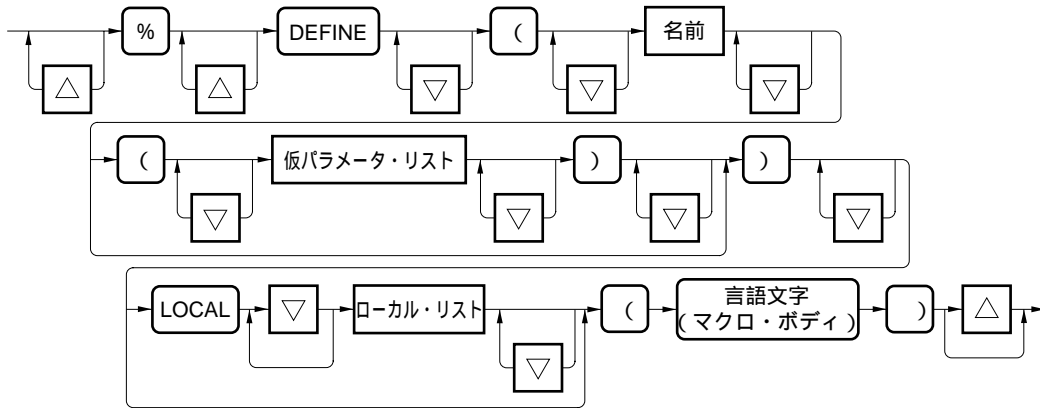 % DEFINE ( 名前
△ △ ▽ ▽ ▽
( 仮パラメータ・リスト ) )
▽ ▽ ▽ ▽
LOCAL ▽ ローカル・リスト ( 言語文字 ) △
(マクロ・ボディ)
▽